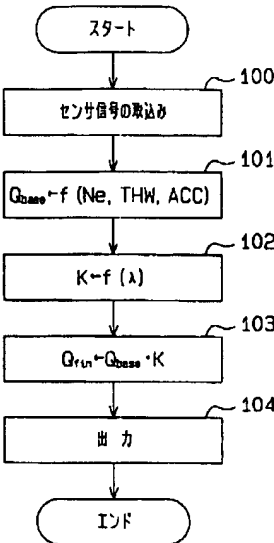 スタート
100
センサ信号の取込み
101
Qbase←f (Ne, THW, ACC)
102
K←f (λ)
103
Qfin←Qbase・K
104
出 力
エンド